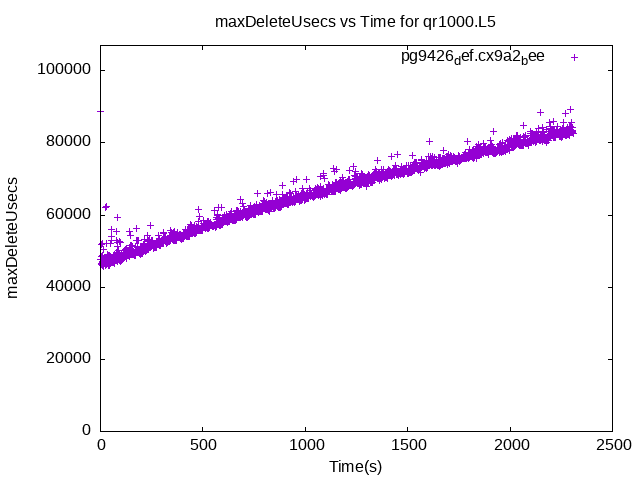 maxDeleteUsecs vs Time for qr1000.L5
pg9426def.cx9a2bee
100000
80000
60000
40000
20000
0
maxDeleteUsecs
0 500 1000 1500 2000 2500
Time(s)